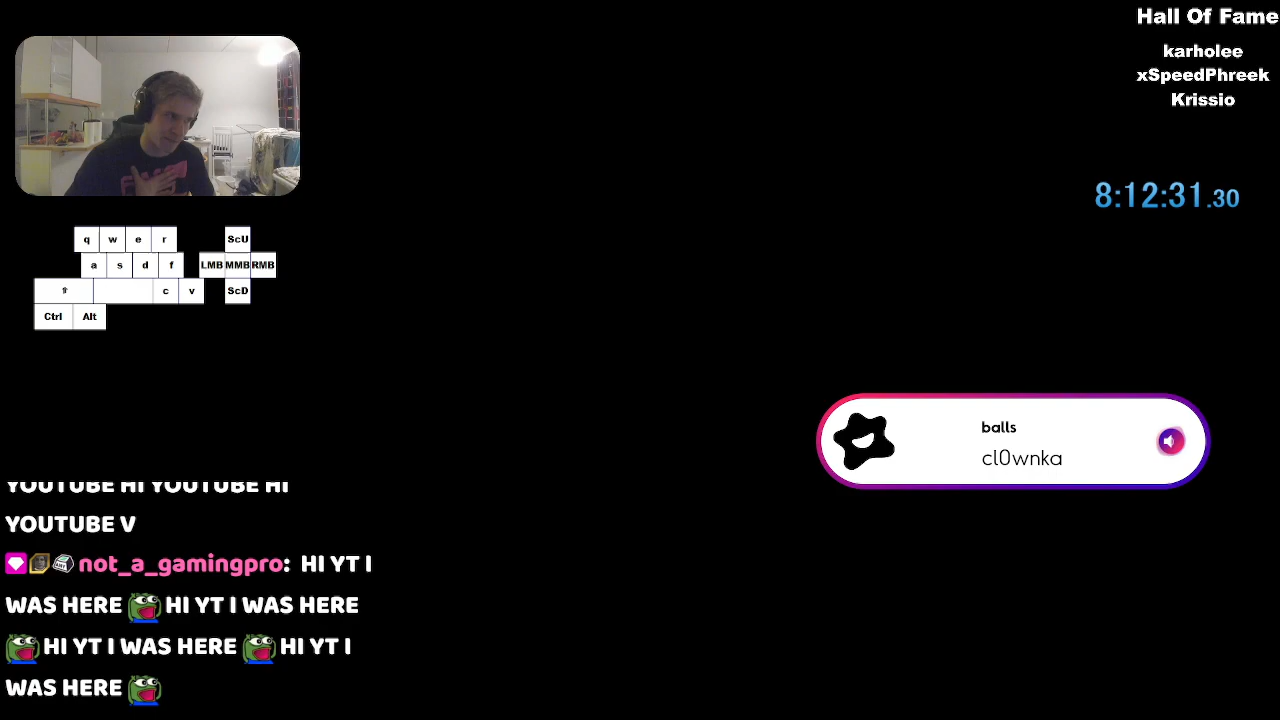 Hall Of Fame
karholee
xSpeedPhreek
Krissio
8:12:31.30
q w e r ScU
a s d f LMB MMB RMB
⇧ c v ScD
Ctrl Alt
balls
cl0wnka
YOUTUBE HI YOUTUBE HI
YOUTUBE V
not_a_gamingpro: HI YT I
WAS HERE HI YT I WAS HERE
HI YT I WAS HERE HI YT I
WAS HERE